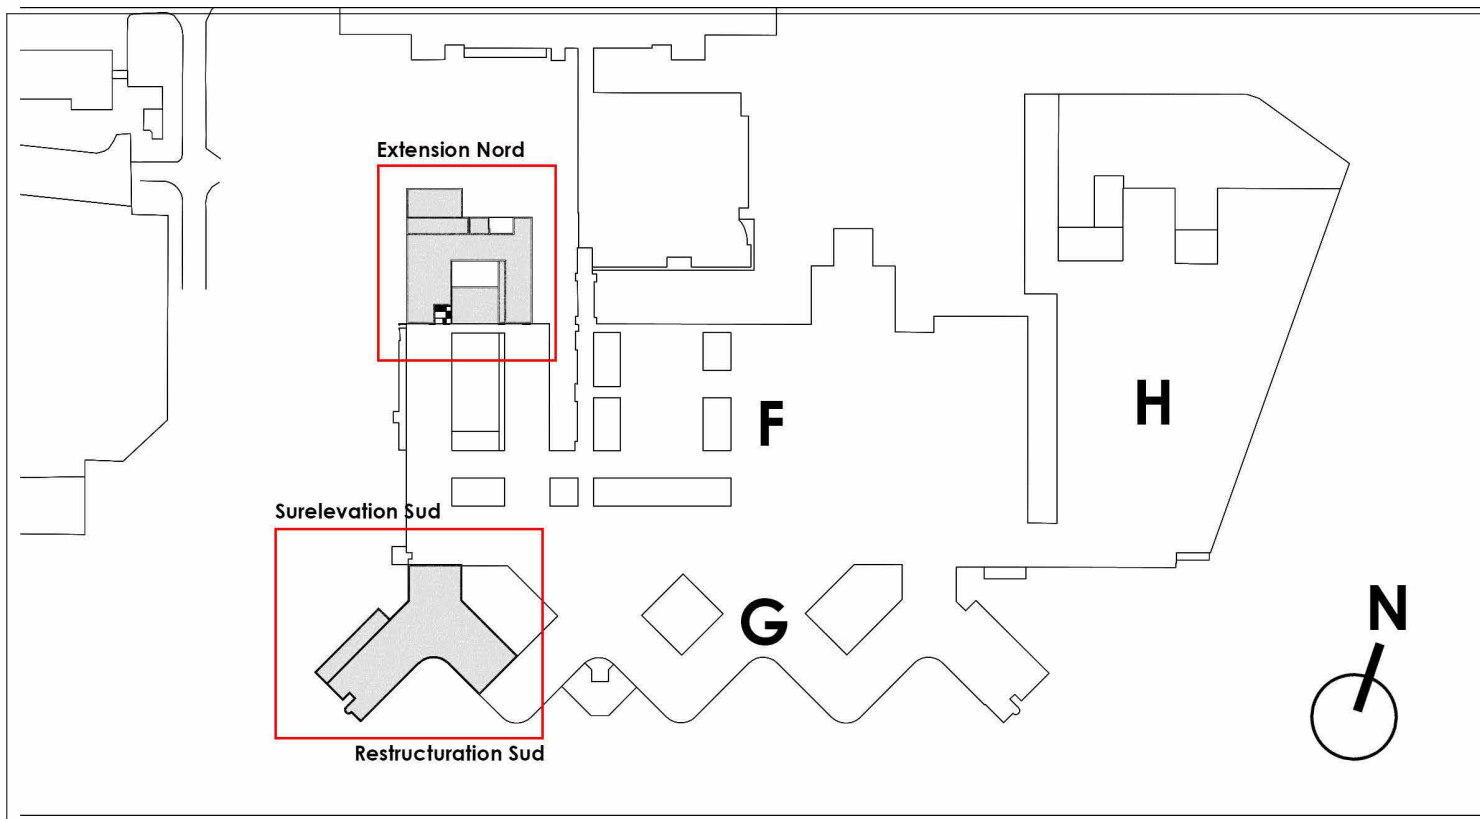 Extension Nord
F
H
Surelevation Sud
G
N
Restructuration Sud